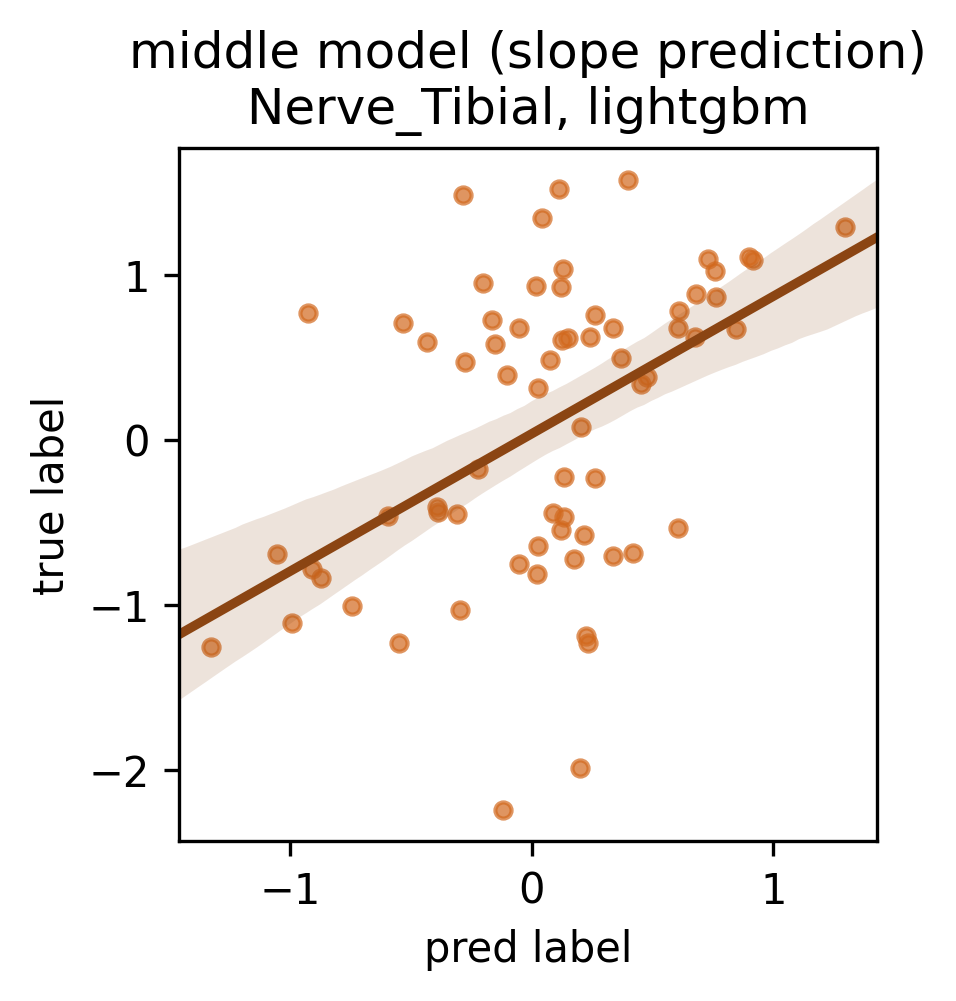 middle model (slope prediction)
Nerve_Tibial, lightgbm
true label
1
0
−1
−2
−1
0
1
pred label